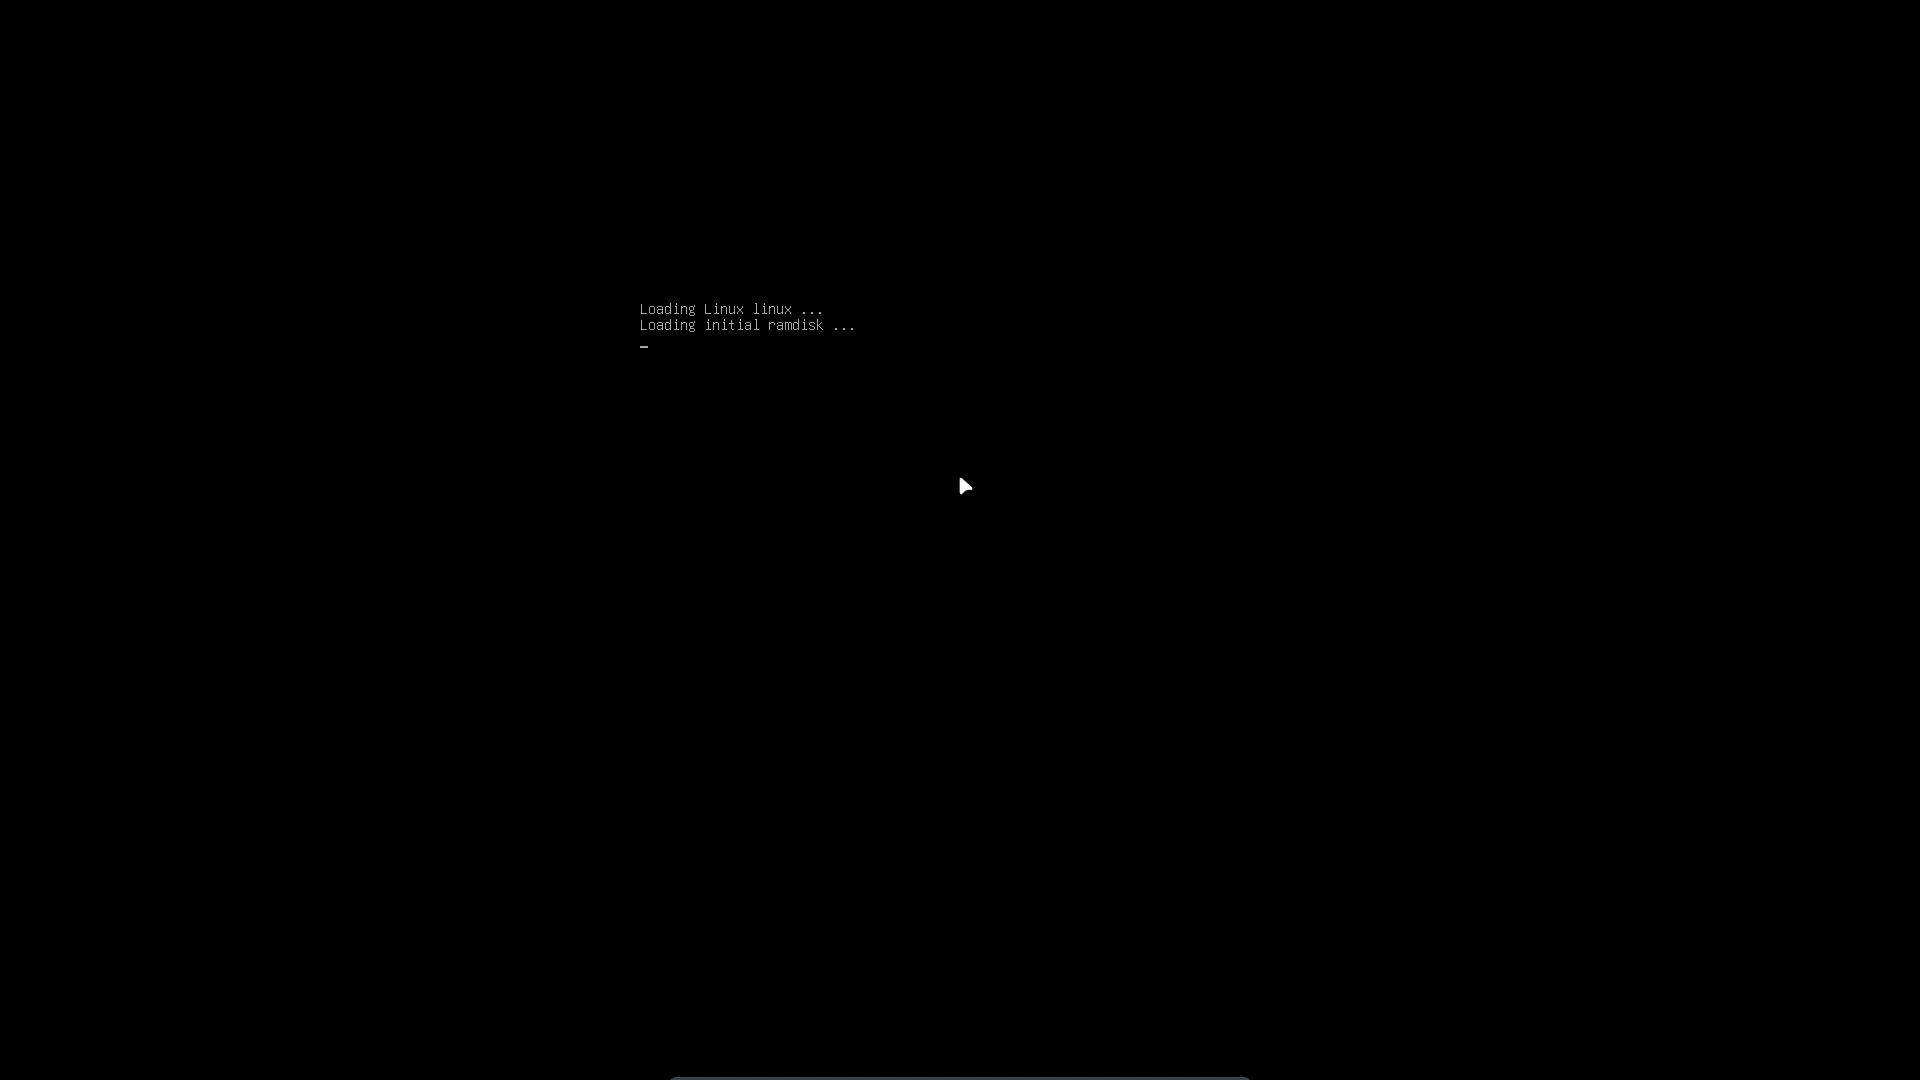 Loading Linux linux ...
Loading initial ramdisk ...
_